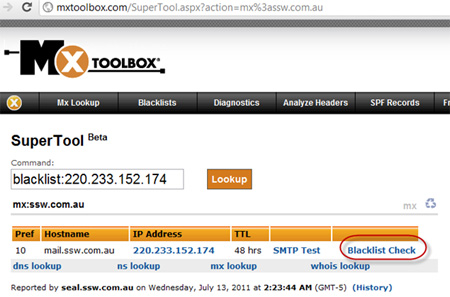 mxtoolbox.com/SuperTool.aspx?action=mx%3assw.com.au
Mx TOOLBOX®
X Mx Lookup Blacklists Diagnostics Analyze Headers SPF Records
SuperTool Beta
Command:
blacklist:220.233.152.174 Lookup
mx:ssw.com.au mx
Pref Hostname IP Address TTL
10 mail.ssw.com.au 220.233.152.174 48 hrs SMTP Test Blacklist Check
dns lookup ns lookup mx lookup whois lookup
Reported by seal.ssw.com.au on Wednesday, July 13, 2011 at 2:23:44 AM (GMT-5) (History)